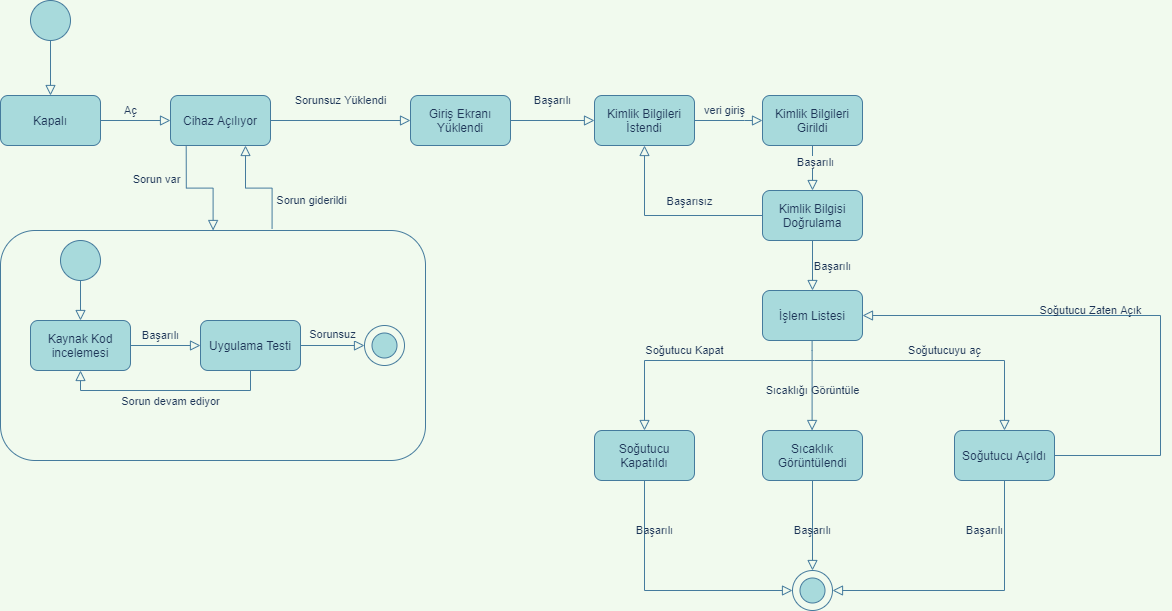 Kapalı
Aç
Cihaz Açılıyor
Sorunsuz Yüklendi
Giriş Ekranı
Yüklendi
Başarılı
Kimlik Bilgileri
İstendi
veri giriş
Kimlik Bilgileri
Girildi
Başarılı
Sorun var
Sorun giderildi
Başarısız
Kimlik Bilgisi
Doğrulama
Başarılı
Kaynak Kod
incelemesi
Başarılı
Uygulama Testi
Sorunsuz
Sorun devam ediyor
İşlem Listesi
Soğutucu Zaten Açık
Soğutucu Kapat
Soğutucuyu aç
Sıcaklığı Görüntüle
Soğutucu
Kapatıldı
Sıcaklık
Görüntülendi
Soğutucu Açıldı
Başarılı
Başarılı
Başarılı